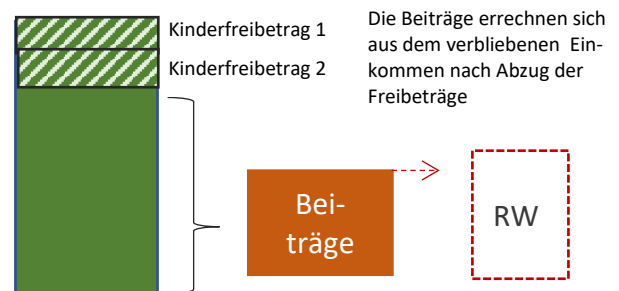 Kinderfreibetrag 1
Kinderfreibetrag 2
Die Beiträge errechnen sich
aus dem verbliebenen Ein-
kommen nach Abzug der
Freibeträge
Bei-
träge
RW